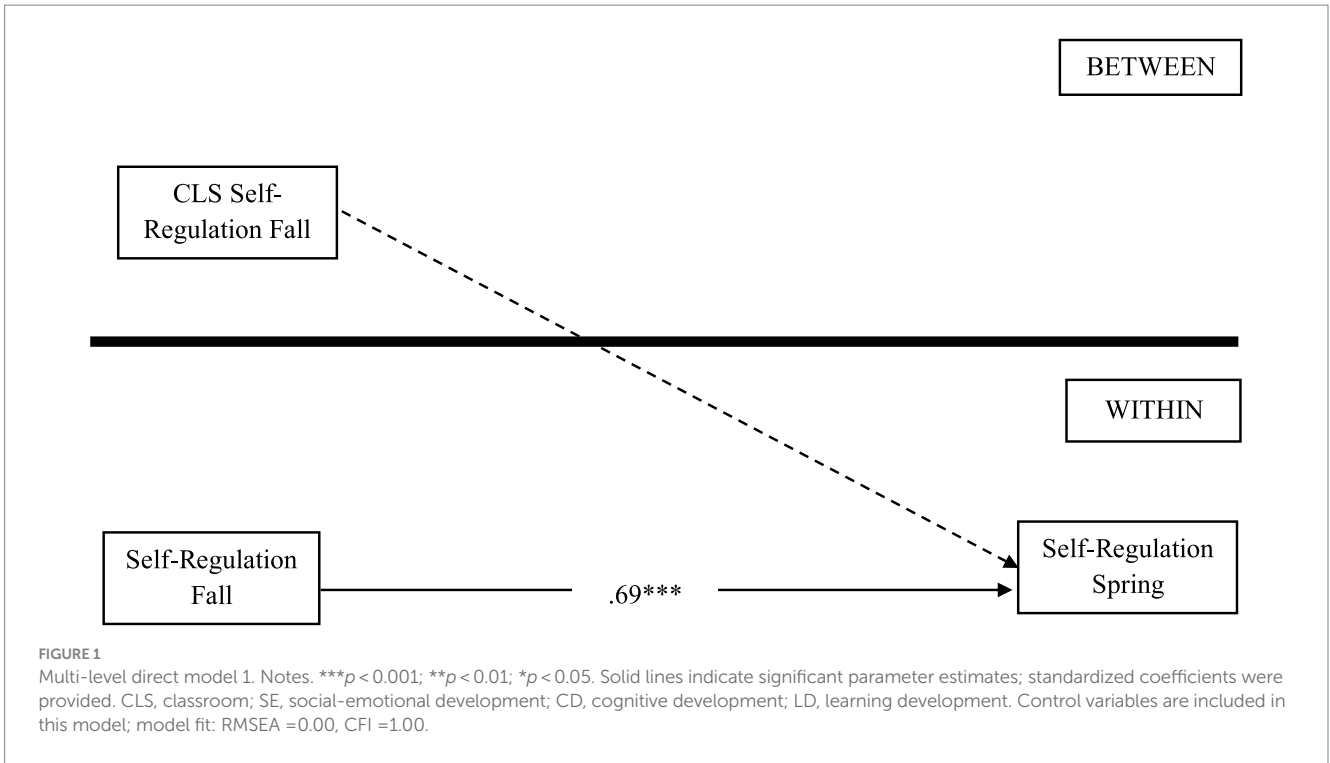 BETWEEN
CLS Self-
Regulation Fall
WITHIN
Self-Regulation
Fall
.69***
Self-Regulation
Spring
FIGURE 1
Multi-level direct model 1. Notes. ***p < 0.001; **p < 0.01; *p < 0.05. Solid lines indicate significant parameter estimates; standardized coefficients were
provided. CLS, classroom; SE, social-emotional development; CD, cognitive development; LD, learning development. Control variables are included in
this model; model fit: RMSEA =0.00, CFI =1.00.